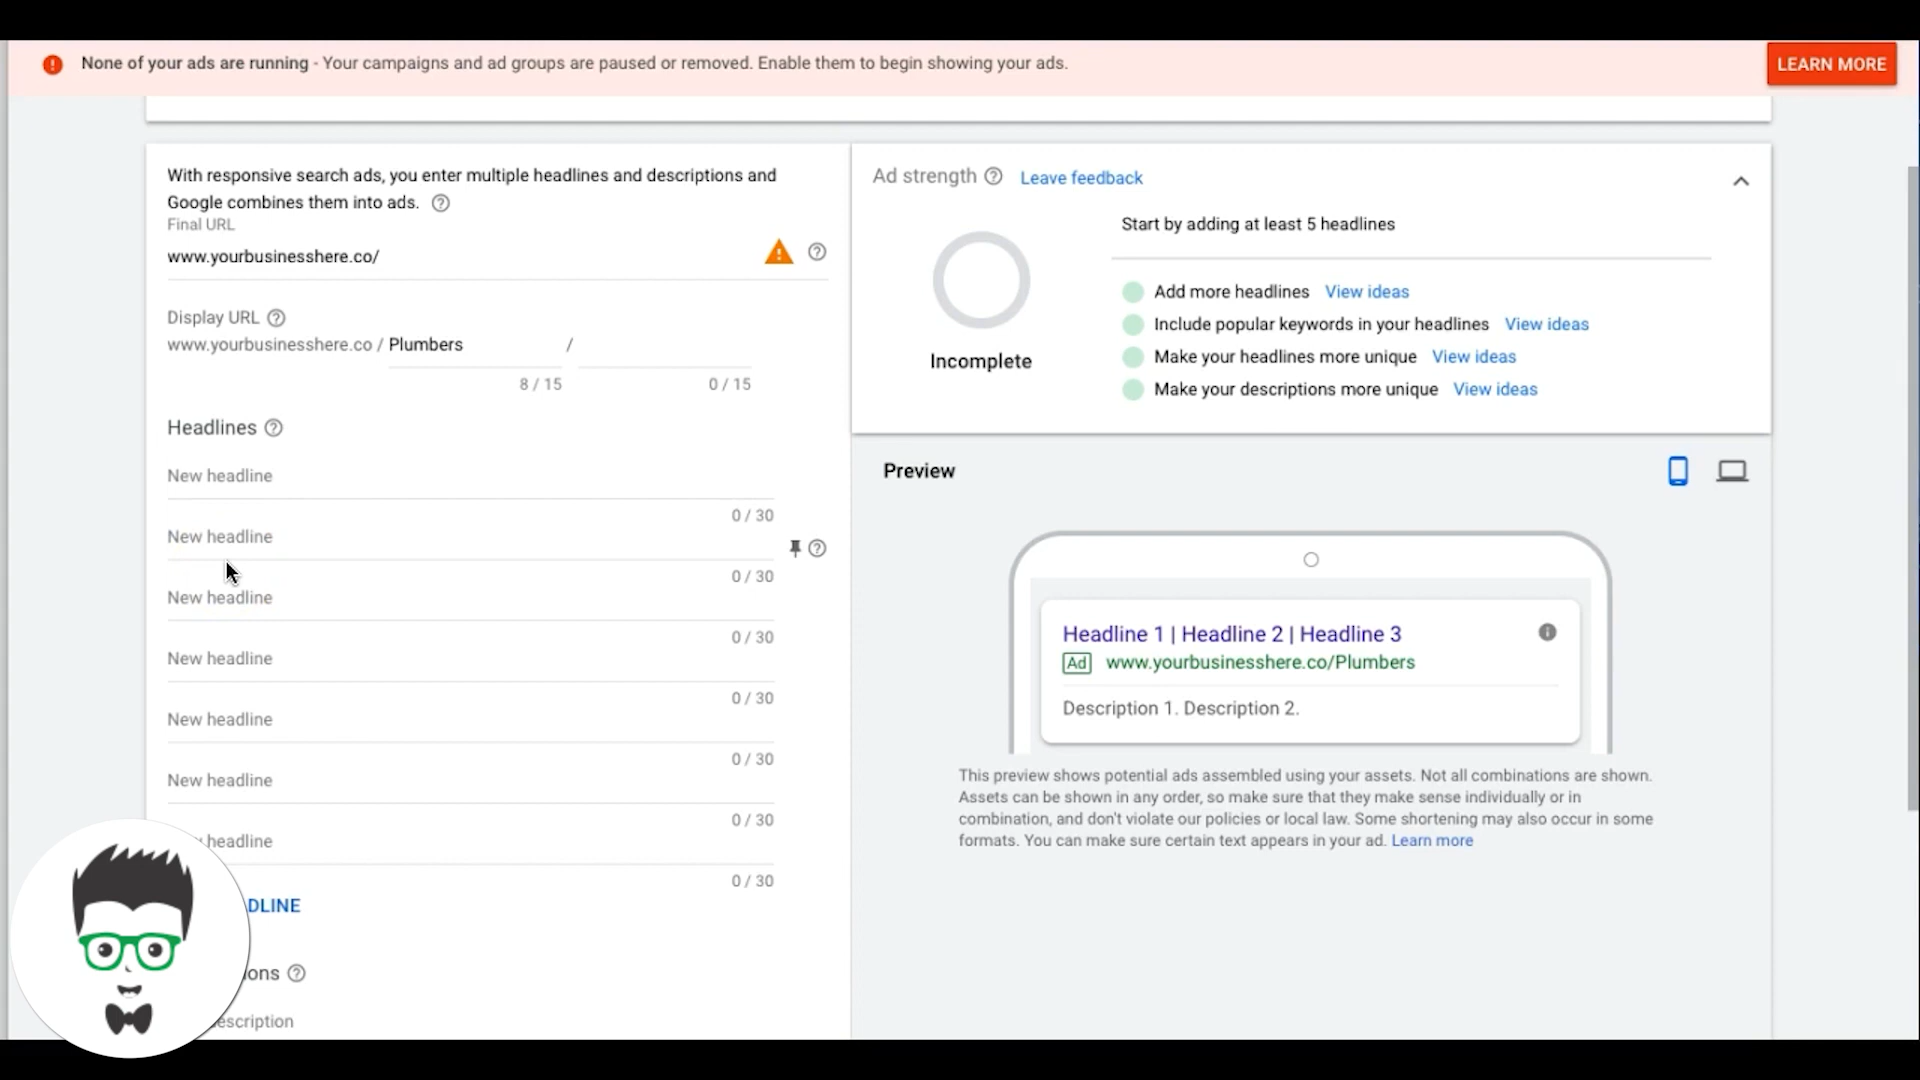 None of your ads are running - Your campaigns and ad groups are paused or removed. Enable them to begin showing your ads.
LEARN MORE
With responsive search ads, you enter multiple headlines and descriptions and
Google combines them into ads.
Final URL
www.yourbusinesshere.co/
Display URL
www.yourbusinesshere.co / Plumbers /
8 / 15
0 / 15
Headlines
New headline
0 / 30
New headline
0 / 30
New headline
0 / 30
New headline
0 / 30
New headline
0 / 30
New headline
0 / 30
headline
0 / 30
DLINE
ons
escription
Ad strength
Leave feedback
Incomplete
Start by adding at least 5 headlines
Add more headlines View ideas
Include popular keywords in your headlines View ideas
Make your headlines more unique View ideas
Make your descriptions more unique View ideas
Preview
Headline 1 | Headline 2 | Headline 3
Ad www.yourbusinesshere.co/Plumbers
Description 1. Description 2.
This preview shows potential ads assembled using your assets. Not all combinations are shown.
Assets can be shown in any order, so make sure that they make sense individually or in
combination, and don't violate our policies or local law. Some shortening may also occur in some
formats. You can make sure certain text appears in your ad. Learn more